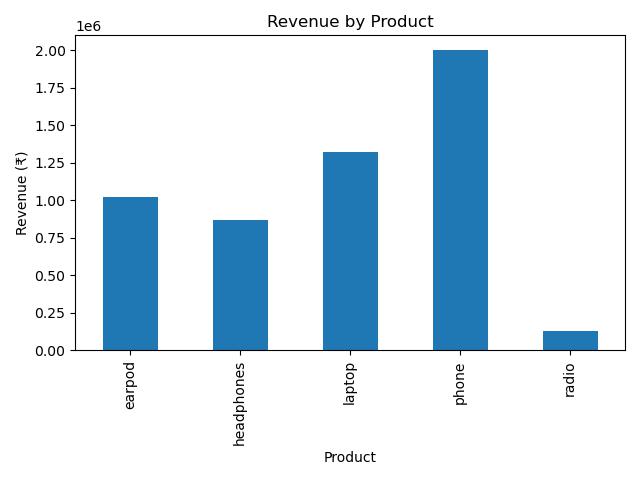 Revenue by Product
1e6
2.00
1.75
1.50
1.25
1.00
0.75
0.50
0.25
0.00
Revenue (₹)
earpod
headphones
laptop
phone
radio
Product